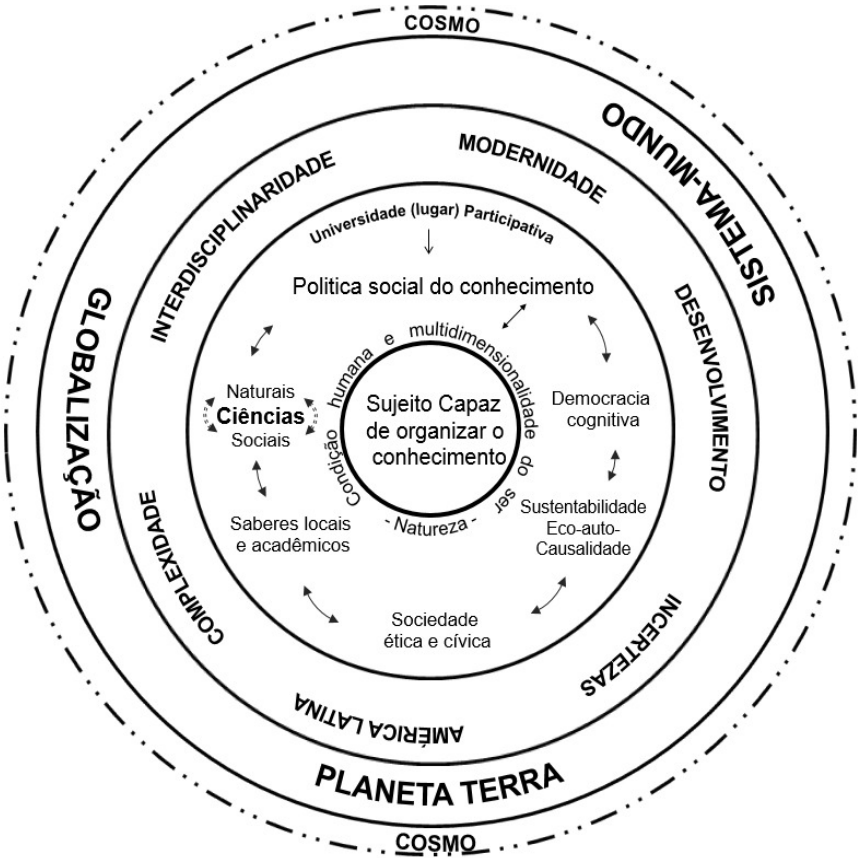 COSMO
SISTEMA-MUNDO
MODERNIDADE
INTERDISCIPLINARIDADE
Universidade (lugar) Participativa
Politica social do conhecimento
GLOBALIZAÇÃO
DESENVOLVIMENTO
Condição humana e multidimensionalidade do ser
Naturais
Ciências
Sociais
Sujeito Capaz
de organizar o
conhecimento
Democracia
cognitiva
- Natureza -
Saberes locais
e acadêmicos
Sustentabilidade
Eco-auto-
Causalidade
COMPLEXIDADE
Sociedade
ética e cívica
INCERTEZAS
AMÉRICA LATINA
PLANETA TERRA
COSMO